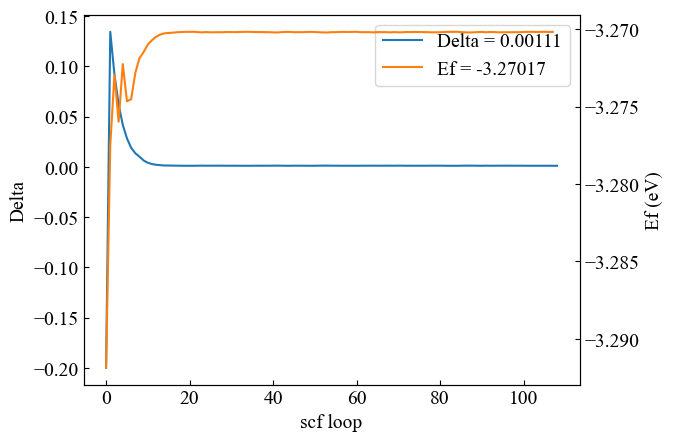 Delta = 0.00111
Ef = -3.27017
0.15
0.10
0.05
0.00
−0.05
−0.10
−0.15
−0.20
Delta
−3.270
−3.275
−3.280
−3.285
−3.290
Ef (eV)
0 20 40 60 80 100
scf loop